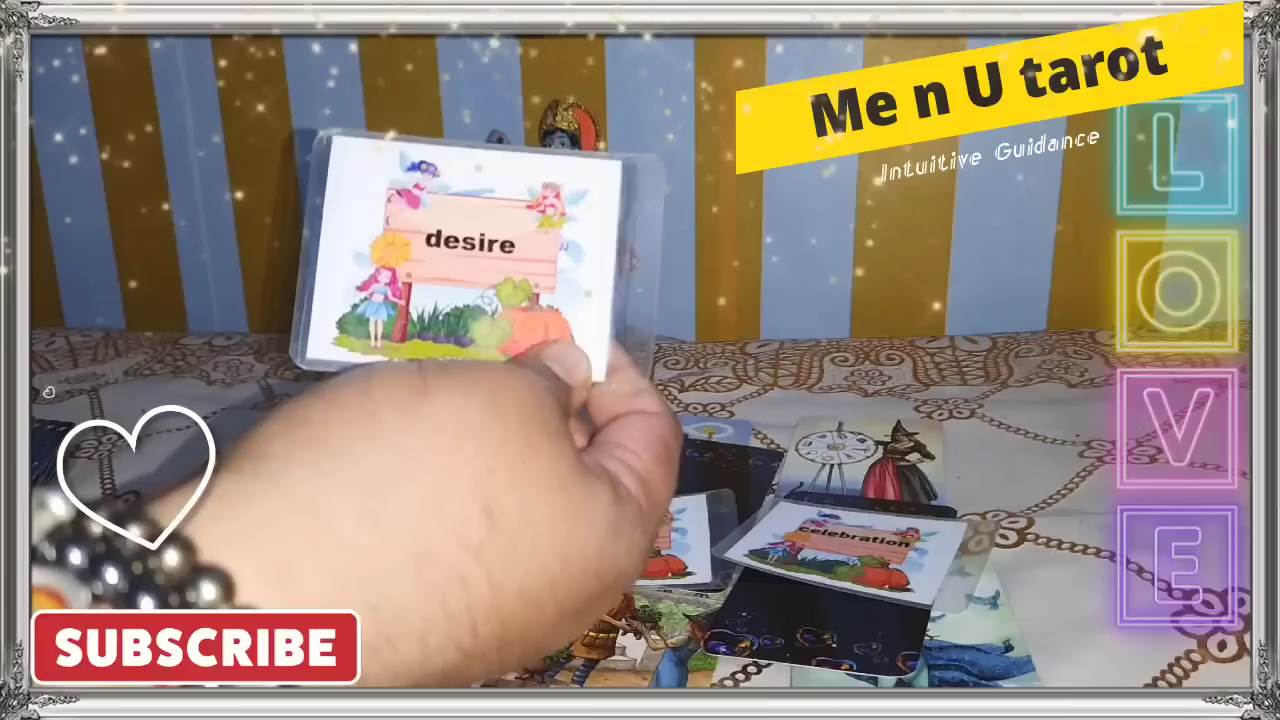 Me n U tarot
Intuitive Guidance
desire
celebration
L
O
V
E
SUBSCRIBE